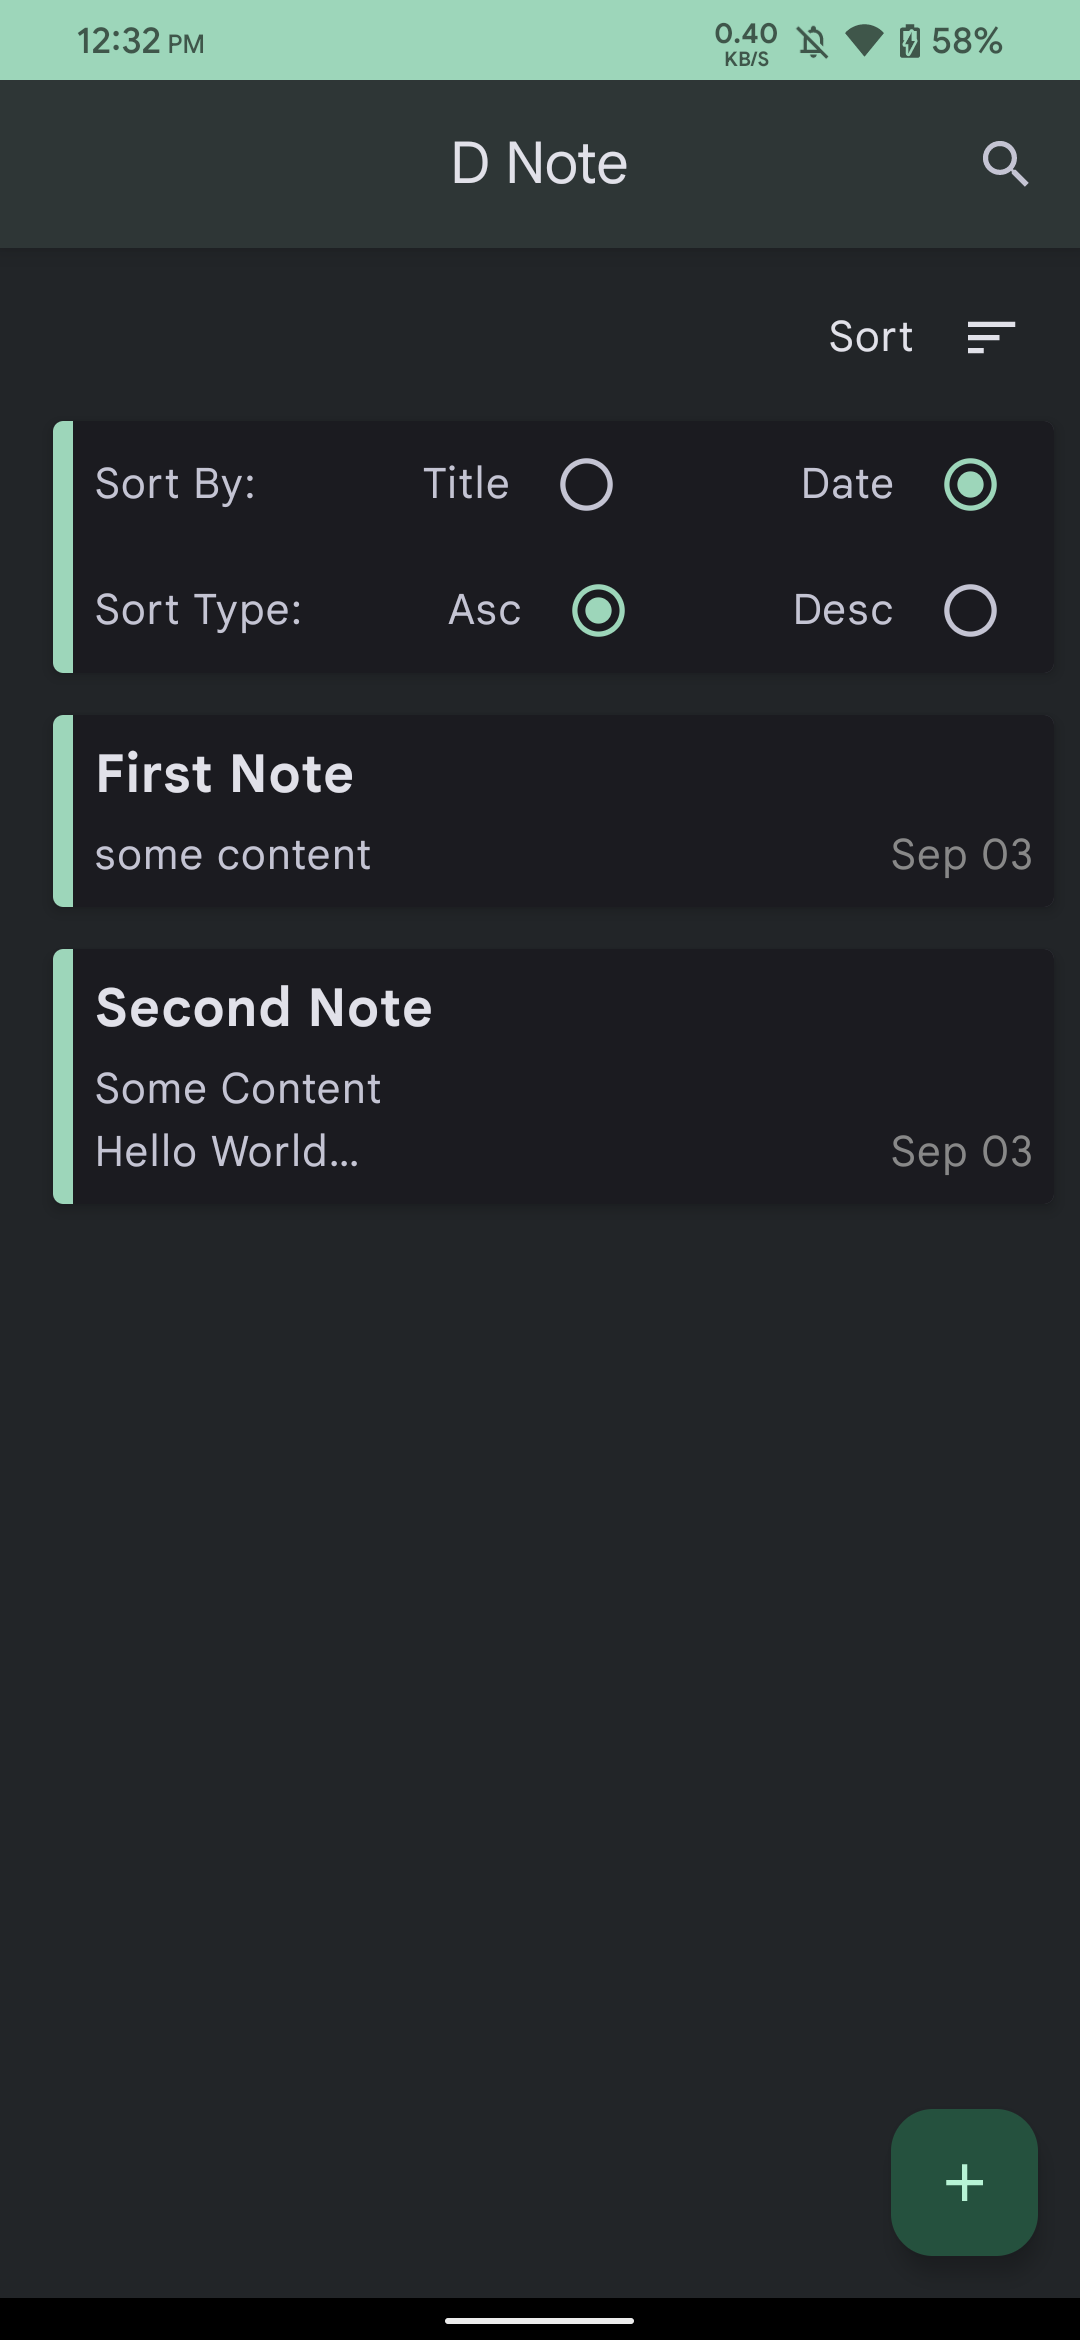 12:32 PM 0.40 KB/S 58%
D Note
Sort
Sort By: Title Date
Sort Type: Asc Desc
First Note
some content Sep 03
Second Note
Some Content
Hello World... Sep 03